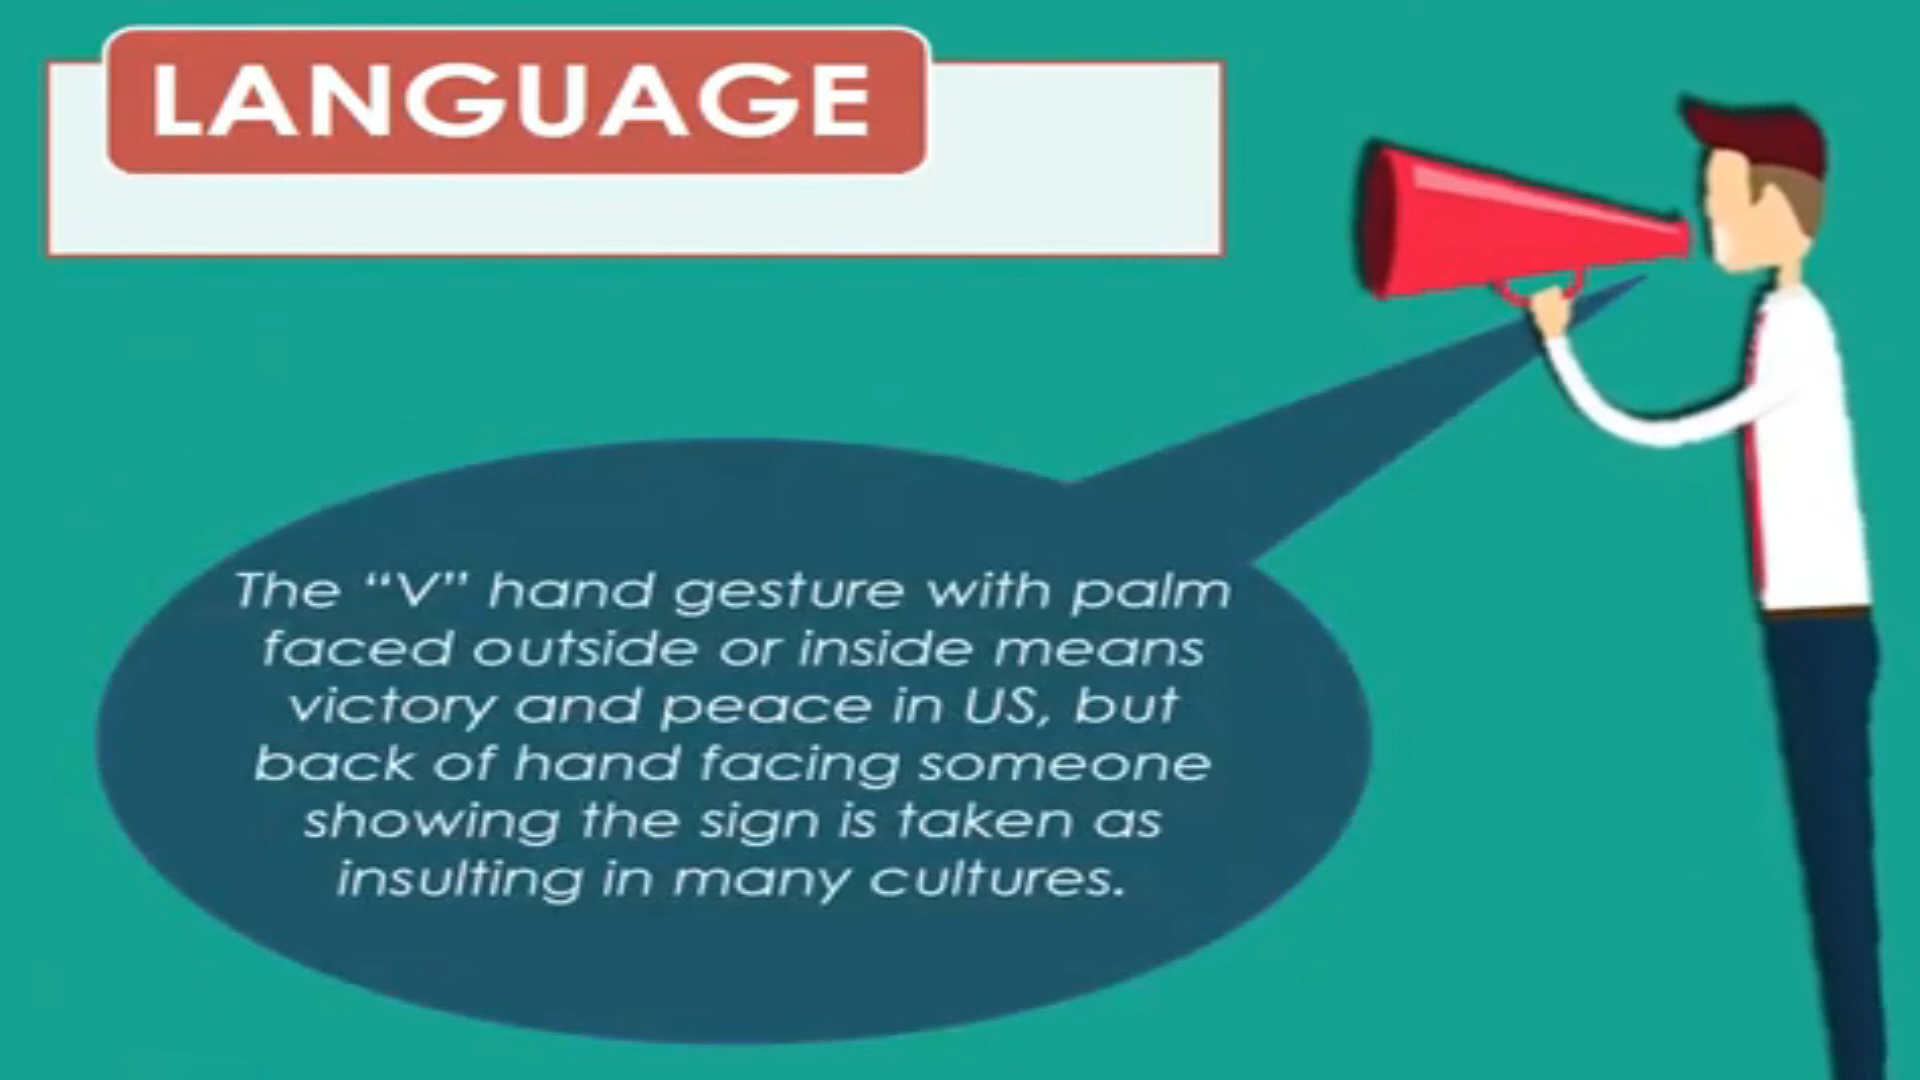 LANGUAGE
The “V” hand gesture with palm
faced outside or inside means
victory and peace in US, but
back of hand facing someone
showing the sign is taken as
insulting in many cultures.